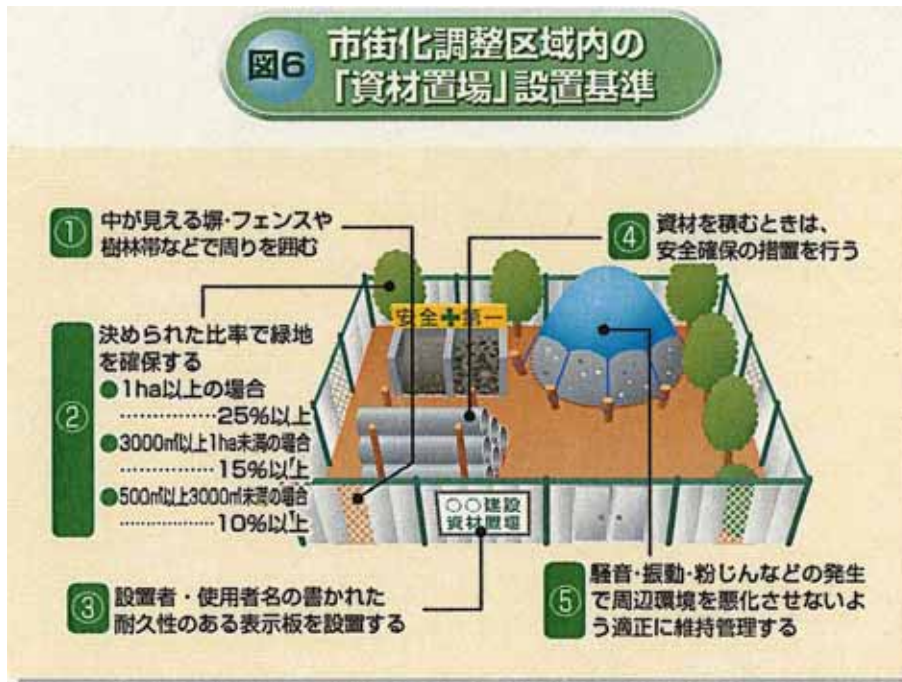 図6
市街化調整区域内の
「資材置場」設置基準
① 中が見える塀・フェンスや
樹林帯などで周りを囲む
②
決められた比率で緑地
を確保する
●1ha以上の場合
……………25%以上
●3000㎡以上1ha未満の場合
……………15%以上
●500㎡以上3000㎡未満の場合
……………10%以上
③ 設置者・使用者名の書かれた
耐久性のある表示板を設置する
④ 資材を積むときは、
安全確保の措置を行う
安全✚第一
〇〇建設
資材置場
⑤ 騒音・振動・粉じんなどの発生
で周辺環境を悪化させないよ
う適正に維持管理する